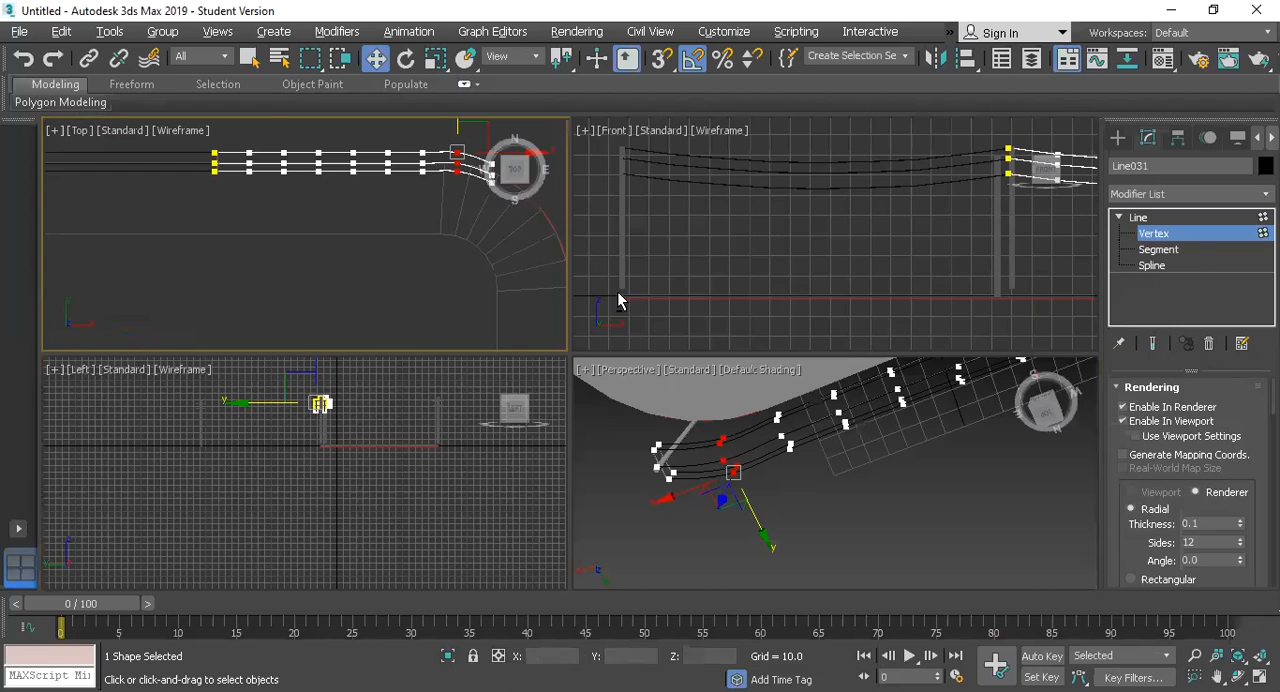 Untitled - Autodesk 3ds Max 2019 - Student Version
File Edit Tools Group Views Create Modifiers Animation Graph Editors Rendering Civil View Customize Scripting Interactive » Sign In Workspaces: Default
All View Create Selection Se
Modeling Freeform Selection Object Paint Populate
Polygon Modeling
[+] [Top] [Standard] [Wireframe]
N
TOP
E
S
[+] [Front] [Standard] [Wireframe]
FRONT
[+] [Left] [Standard] [Wireframe]
y
LEFT
[+] [Perspective] [Standard] [Default Shading]
y
Line031
Modifier List
Line
Vertex
Segment
Spline
Rendering
Enable In Renderer
Enable In Viewport
Use Viewport Settings
Generate Mapping Coords.
Real-World Map Size
Viewport Renderer
Radial
Thickness: 0.1
Sides: 12
Angle: 0.0
Rectangular
< 0 / 100 >
0 5 10 15 20 25 30 35 40 45 50 55 60 65 70 75 80 85 90 95 100
1 Shape Selected X: Y: Z: Grid = 10.0 Auto Key Selected
MAXScript Mi Click or click-and-drag to select objects Add Time Tag 0 Set Key Key Filters...